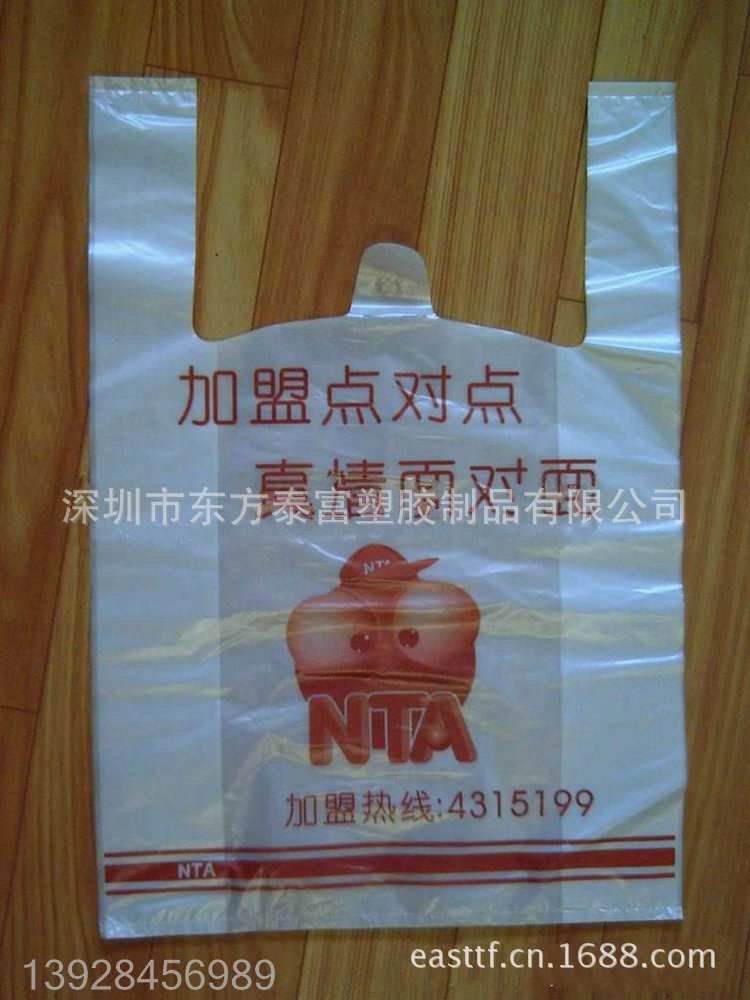 加盟点对点
真情面对面
深圳市东方泰富塑胶制品有限公司
NTA
NTA
加盟热线:4315199
NTA
13928456989
easttf.cn.1688.com